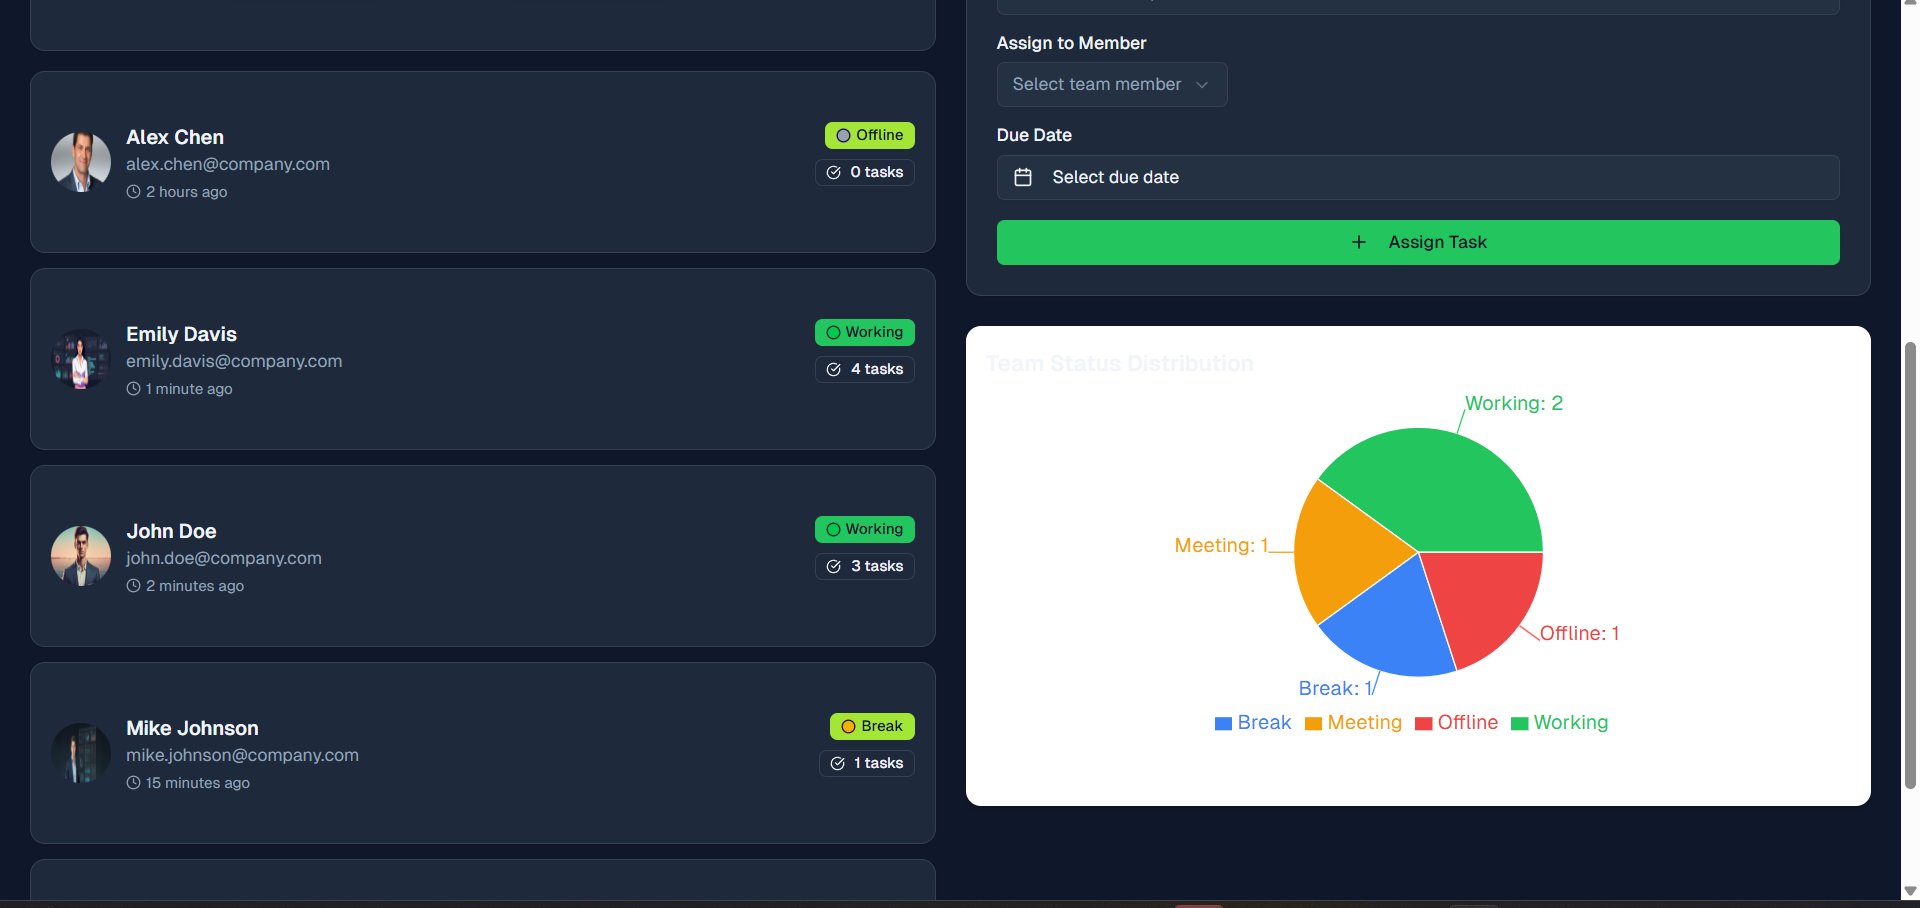 Alex Chen
alex.chen@company.com
2 hours ago
Offline
0 tasks
Emily Davis
emily.davis@company.com
1 minute ago
Working
4 tasks
John Doe
john.doe@company.com
2 minutes ago
Working
3 tasks
Mike Johnson
mike.johnson@company.com
15 minutes ago
Break
1 tasks
Assign to Member
Select team member
Due Date
Select due date
Assign Task
Team Status Distribution
Working: 2
Meeting: 1
Offline: 1
Break: 1
Break Meeting Offline Working